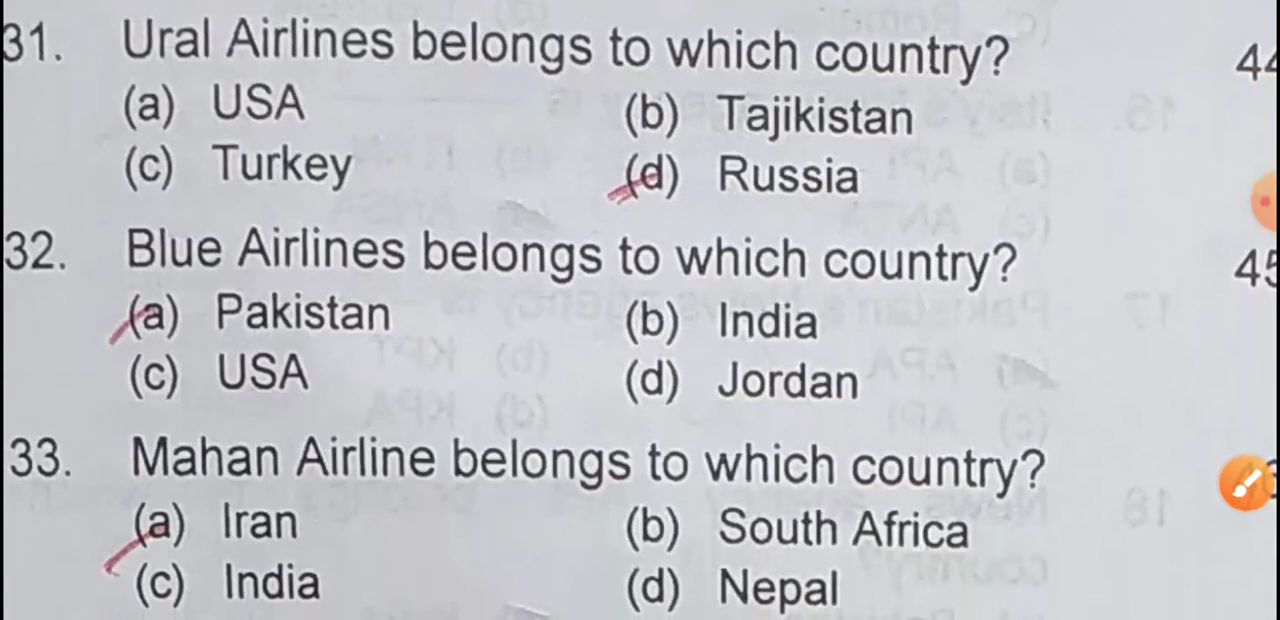 31. Ural Airlines belongs to which country?
(a) USA (b) Tajikistan
(c) Turkey (d) Russia
32. Blue Airlines belongs to which country?
(a) Pakistan (b) India
(c) USA (d) Jordan
33. Mahan Airline belongs to which country?
(a) Iran (b) South Africa
(c) India (d) Nepal